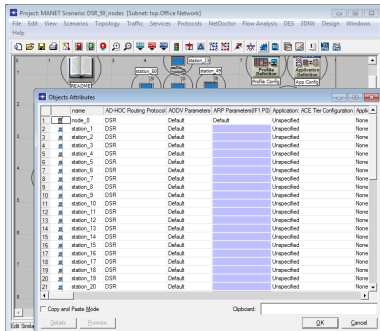 Project: MANET Scenario: DSR_50_nodes [Subnet: top.Office Network]
File Edit View Scenarios Topology Traffic Services Protocols NetDoctor Flow Analysis DES 3DNV Design Windows
Help
station_50
station_23
station_49
README
Profile Definition
Profile Config
Application Definition
App Config
Objects Attributes
name AD-HOC Routing Protocol AODV Parameters ARP Parameters(IF1 P0) Application: ACE Tier Configuration Applic
1 node_0 DSR Default Default Unspecified None
2 station_1 DSR Default Unspecified None
3 station_2 DSR Default Unspecified None
4 station_3 DSR Default Unspecified None
5 station_4 DSR Default Unspecified None
6 station_5 DSR Default Unspecified None
7 station_6 DSR Default Unspecified None
8 station_7 DSR Default Unspecified None
9 station_8 DSR Default Unspecified None
10 station_9 DSR Default Unspecified None
11 station_10 DSR Default Unspecified None
12 station_11 DSR Default Unspecified None
13 station_12 DSR Default Unspecified None
14 station_13 DSR Default Unspecified None
15 station_14 DSR Default Unspecified None
16 station_15 DSR Default Unspecified None
17 station_16 DSR Default Unspecified None
18 station_17 DSR Default Unspecified None
19 station_18 DSR Default Unspecified None
20 station_19 DSR Default Unspecified None
21 station_20 DSR Default Unspecified None
Copy and Paste Mode Clipboard:
Details Promote OK Cancel
Edit Simila